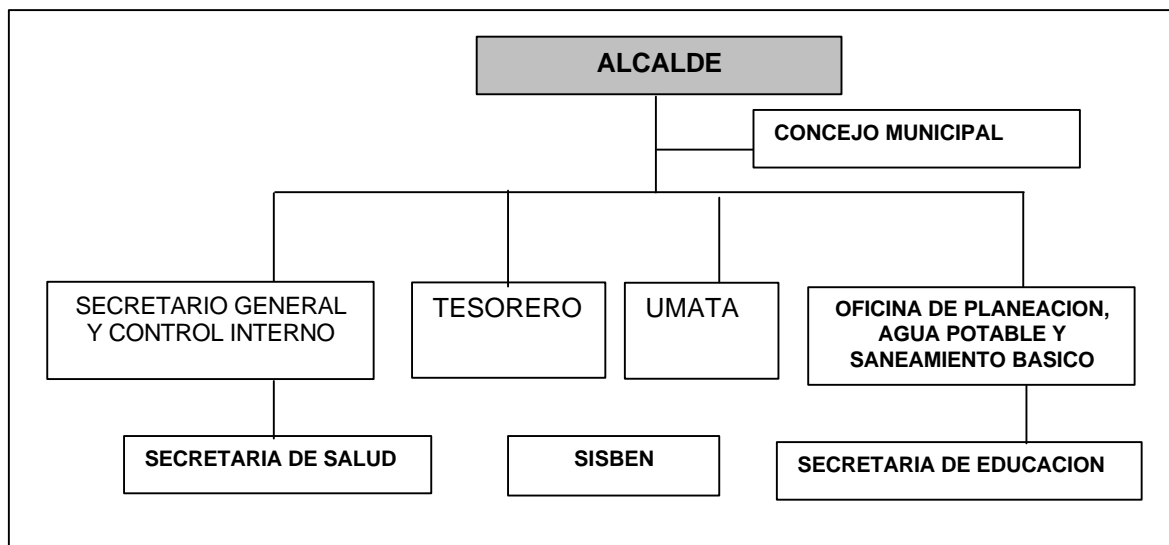 ALCALDE
CONCEJO MUNICIPAL
SECRETARIO GENERAL
Y CONTROL INTERNO
TESORERO
UMATA
OFICINA DE PLANEACION,
AGUA POTABLE Y
SANEAMIENTO BASICO
SECRETARIA DE SALUD
SISBEN
SECRETARIA DE EDUCACION